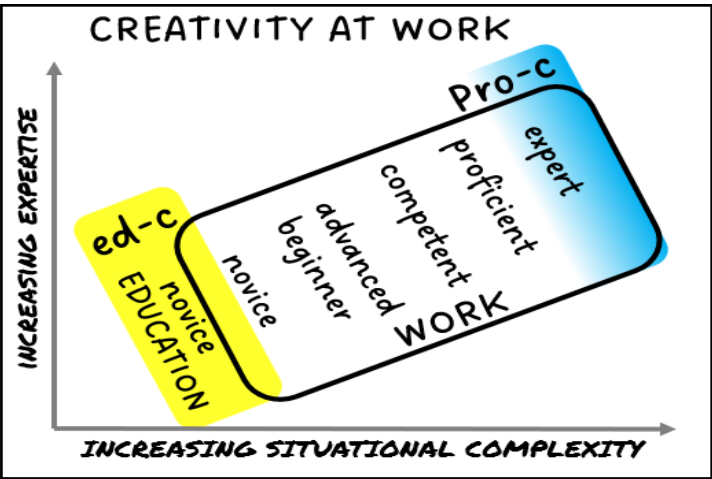 CREATIVITY AT WORK
Pro-c
expert
proficient
competent
advanced
beginner
novice
WORK
ed-c
novice
EDUCATION
INCREASING EXPERTISE
INCREASING SITUATIONAL COMPLEXITY